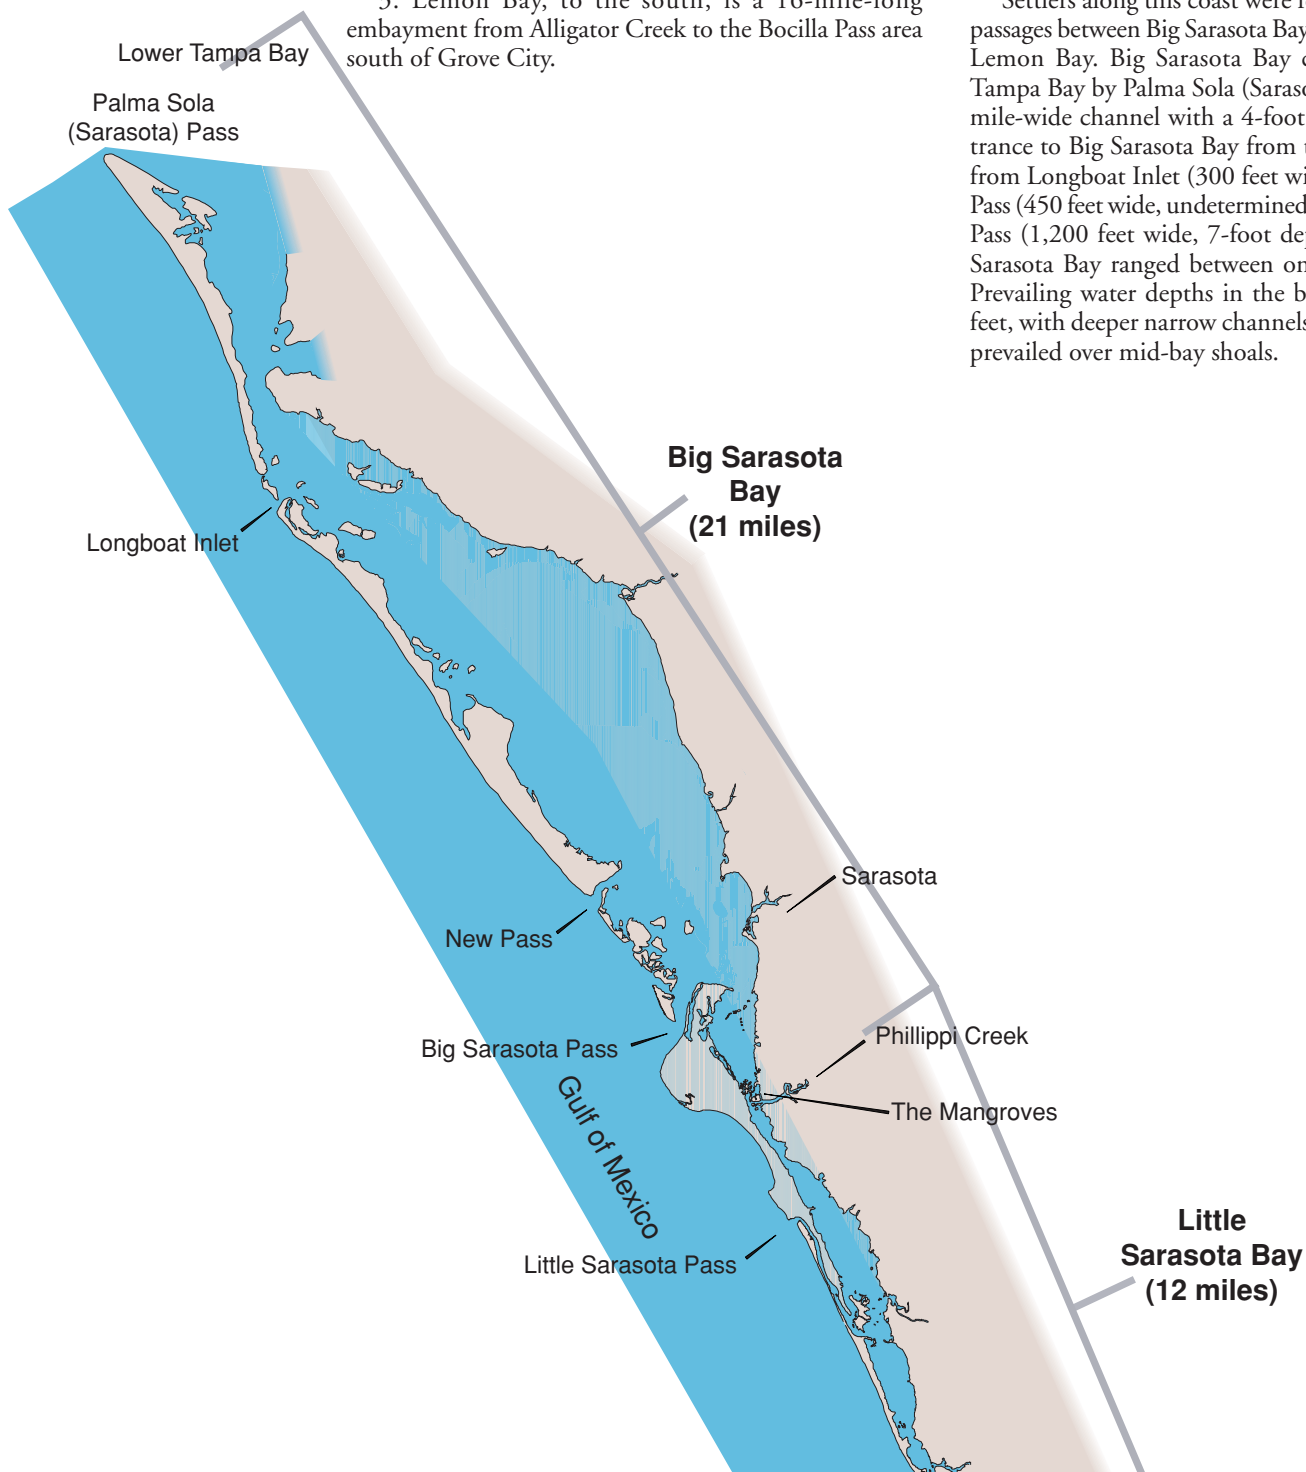 3. Lemon Bay, to the south, is a 16-mile-long
embayment from Alligator Creek to the Bocilla Pass area
south of Grove City.
Settlers along this coast were
passages between Big Sarasota Bay
Lemon Bay. Big Sarasota Bay
Tampa Bay by Palma Sola
mile-wide channel with a 4-foot
trance to Big Sarasota Bay from
from Longboat Inlet (300 feet
Pass (450 feet wide, undetermined
Pass (1,200 feet wide, 7-foot
Sarasota Bay ranged between
Prevailing water depths in the
feet, with deeper narrow channels
prevailed over mid-bay shoals.
Lower Tampa Bay
Palma Sola
(Sarasota) Pass
Big Sarasota
Bay
(21 miles)
Longboat Inlet
Sarasota
New Pass
Phillippi Creek
Big Sarasota Pass
The Mangroves
Gulf of Mexico
Little
Sarasota Bay
(12 miles)
Little Sarasota Pass